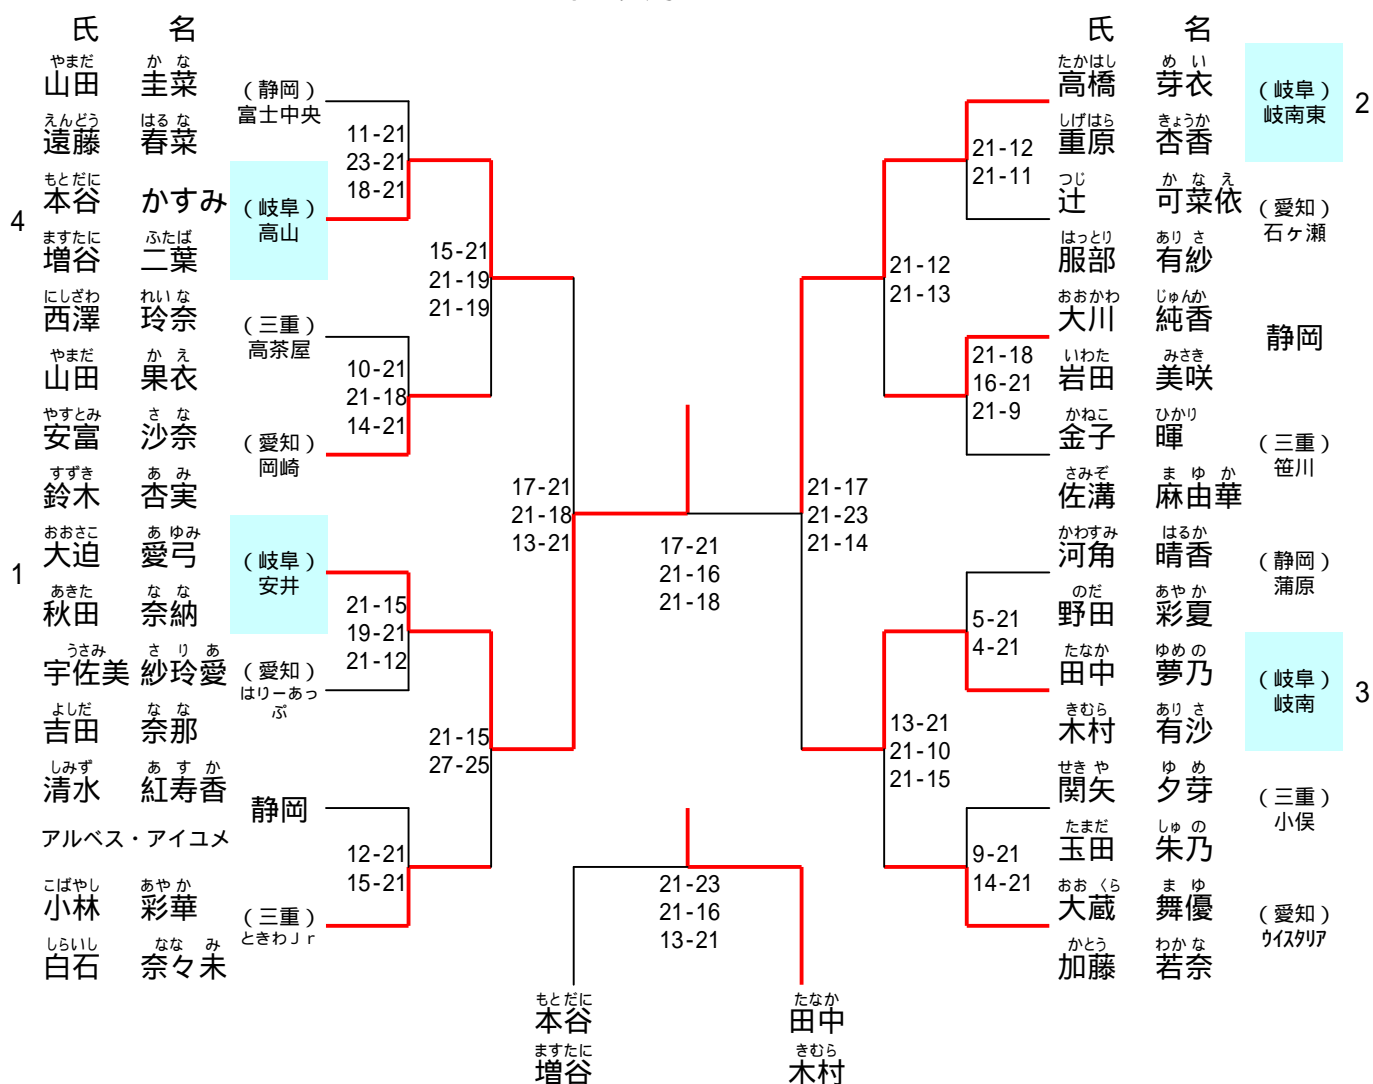 氏 名
やまだ か な
山田 圭菜
(静岡)
富士中央
えんどう はる な
遠藤 春菜
11-21
23-21
18-21
もとだに
本谷 かすみ
(岐阜)
高山
4
ますたに ふたば
増谷 二葉
15-21
21-19
21-19
にしざわ れい な
西澤 玲奈
(三重)
高茶屋
やまだ か え
山田 果衣
10-21
21-18
14-21
やすとみ さ な
安富 沙奈
(愛知)
岡崎
すずき あ み
鈴木 杏実
17-21
21-18
13-21
おおさこ あ ゆみ
大迫 愛弓
(岐阜)
安井
1
あきた な な
秋田 奈納
21-15
19-21
21-12
うさみ さ り あ
宇佐美 紗玲愛
(愛知)
はりーあっ
ぷ
よしだ な な
吉田 奈那
21-15
27-25
しみず あ す か
清水 紅寿香
静岡
アルベス・アイユメ
12-21
15-21
こばやし あや か
小林 彩華
(三重)
ときわJr
しらいし なな み
白石 奈々未
17-21
21-16
21-18
21-23
21-16
13-21
もとだに
本谷
ますたに
増谷
たなか
田中
きむら
木村
氏 名
たかはし め い
高橋 芽衣
(岐阜)
岐南東
2
しげはら きょうか
重原 杏香
21-12
21-11
つじ か な え
辻 可菜依
(愛知)
石ヶ瀬
はっとり あり さ
服部 有紗
21-12
21-13
おおかわ じゅんか
大川 純香
静岡
いわた みさき
岩田 美咲
21-18
16-21
21-9
かねこ ひかり
金子 暉
(三重)
笹川
さみぞ ま ゆ か
佐溝 麻由華
21-17
21-23
21-14
かわすみ はるか
河角 晴香
(静岡)
蒲原
のだ あや か
野田 彩夏
5-21
4-21
たなか ゆめ の
田中 夢乃
(岐阜)
岐南
3
きむら あり さ
木村 有沙
13-21
21-10
21-15
せき や ゆ め
関矢 夕芽
(三重)
小俣
たまだ しゅ の
玉田 朱乃
9-21
14-21
おお くら ま ゆ
大蔵 舞優
(愛知)
ウイスタリア
かとう わか な
加藤 若奈